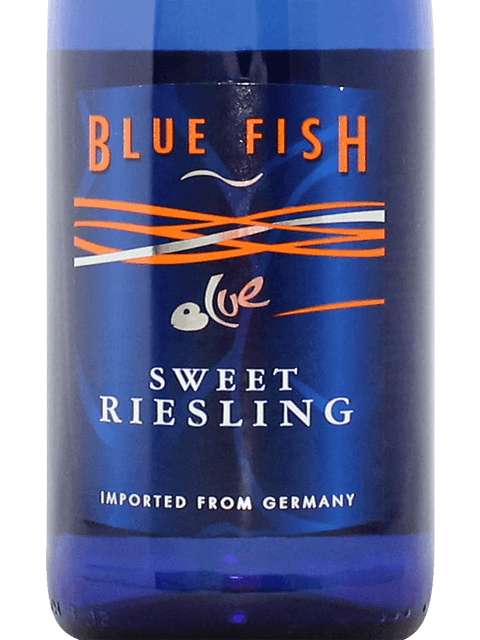 BLUE FISH
BLUE
SWEET
RIESLING
IMPORTED FROM GERMANY